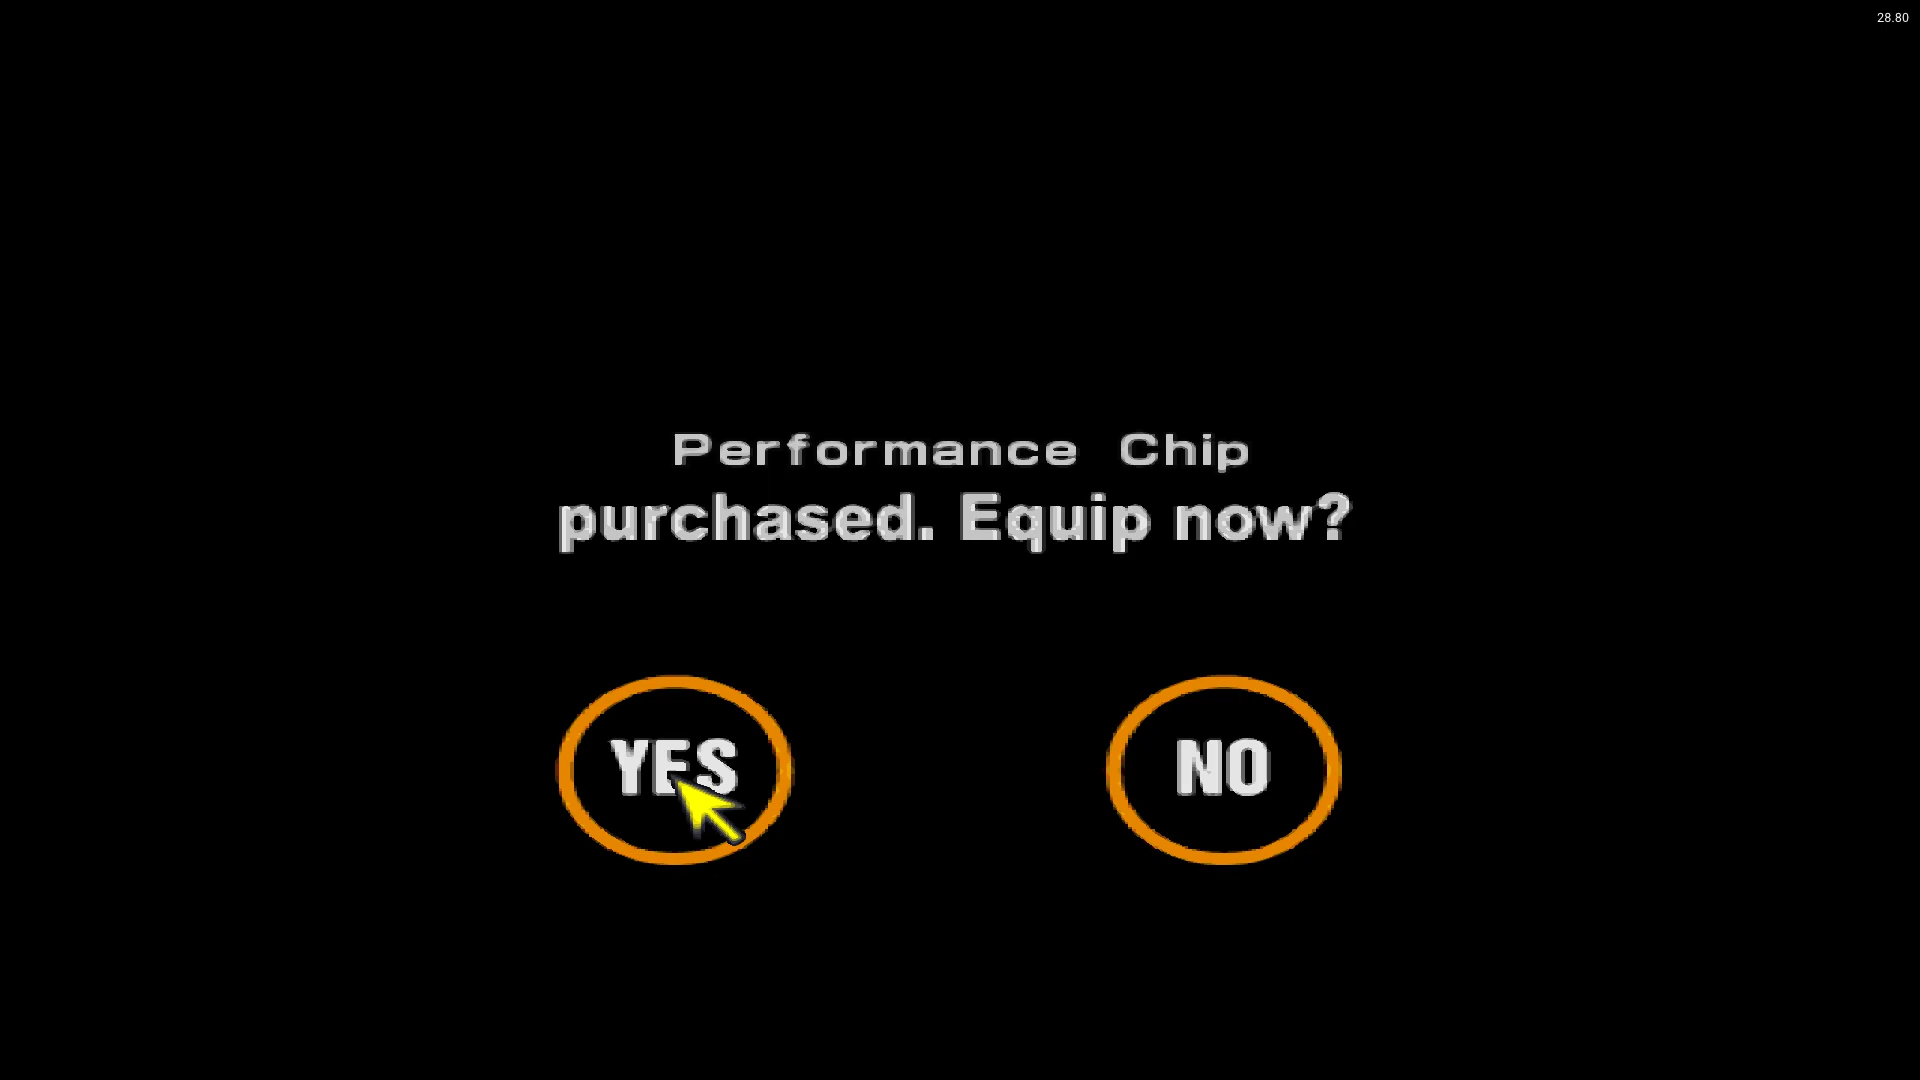 28.80
Performance Chip
purchased. Equip now?
YES NO